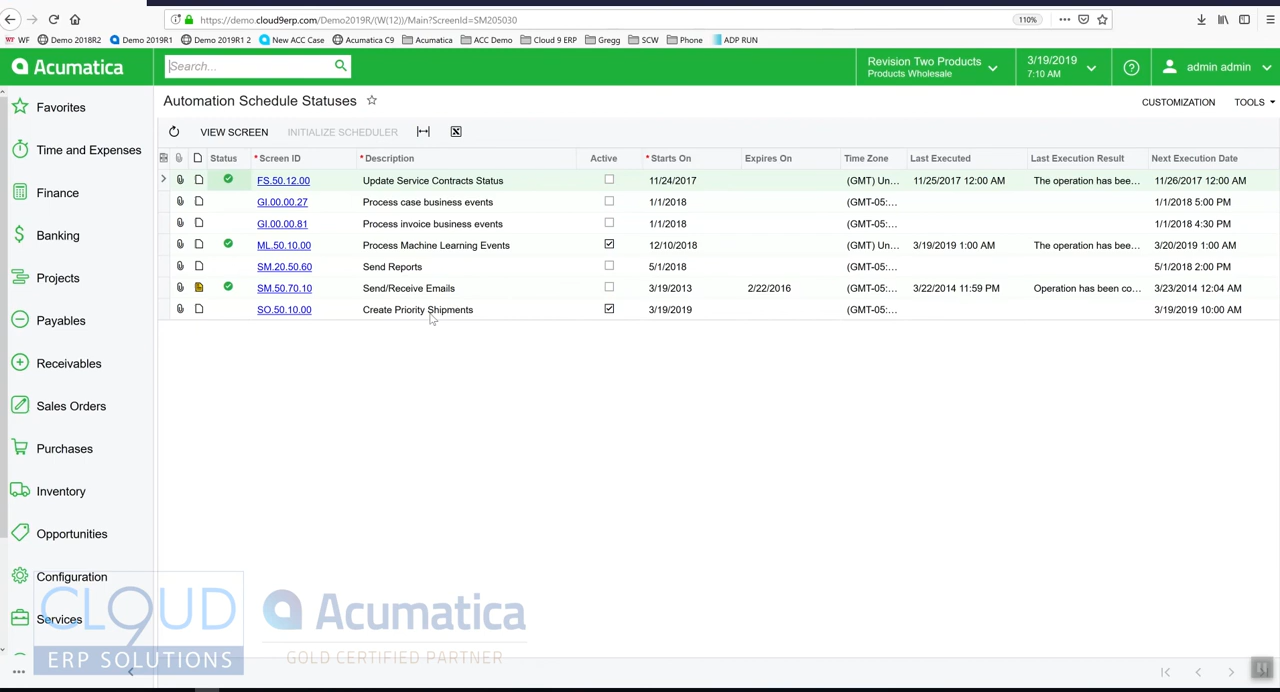 https://demo.cloud9erp.com/Demo2019R/(W(12))/Main?ScreenId=SM205030
110%
WF
Demo 2018R2
Demo 2019R1
Demo 2019R1 2
New ACC Case
Acumatica C9
Acumatica
ACC Demo
Cloud 9 ERP
Gregg
SCW
Phone
ADP RUN
Acumatica
Search...
Revision Two Products
Products Wholesale
3/19/2019
7:10 AM
admin admin
Favorites
Time and Expenses
Finance
Banking
Projects
Payables
Receivables
Sales Orders
Purchases
Inventory
Opportunities
Configuration
Services
Automation Schedule Statuses
CUSTOMIZATION TOOLS
VIEW SCREEN INITIALIZE SCHEDULER
Status *Screen ID *Description Active *Starts On Expires On Time Zone Last Executed Last Execution Result Next Execution Date
FS.50.12.00 Update Service Contracts Status 11/24/2017 (GMT) Un... 11/25/2017 12:00 AM The operation has bee... 11/26/2017 12:00 AM
GI.00.00.27 Process case business events 1/1/2018 (GMT-05:... 1/1/2018 5:00 PM
GI.00.00.81 Process invoice business events 1/1/2018 (GMT-05:... 1/1/2018 4:30 PM
ML.50.10.00 Process Machine Learning Events 12/10/2018 (GMT) Un... 3/19/2019 1:00 AM The operation has bee... 3/20/2019 1:00 AM
SM.20.50.60 Send Reports 5/1/2018 (GMT-05:... 5/1/2018 2:00 PM
SM.50.70.10 Send/Receive Emails 3/19/2013 2/22/2016 (GMT-05:... 3/22/2014 11:59 PM Operation has been co... 3/23/2014 12:04 AM
SO.50.10.00 Create Priority Shipments 3/19/2019 (GMT-05:... 3/19/2019 10:00 AM
CLOUD
9
ERP SOLUTIONS
Acumatica
GOLD CERTIFIED PARTNER